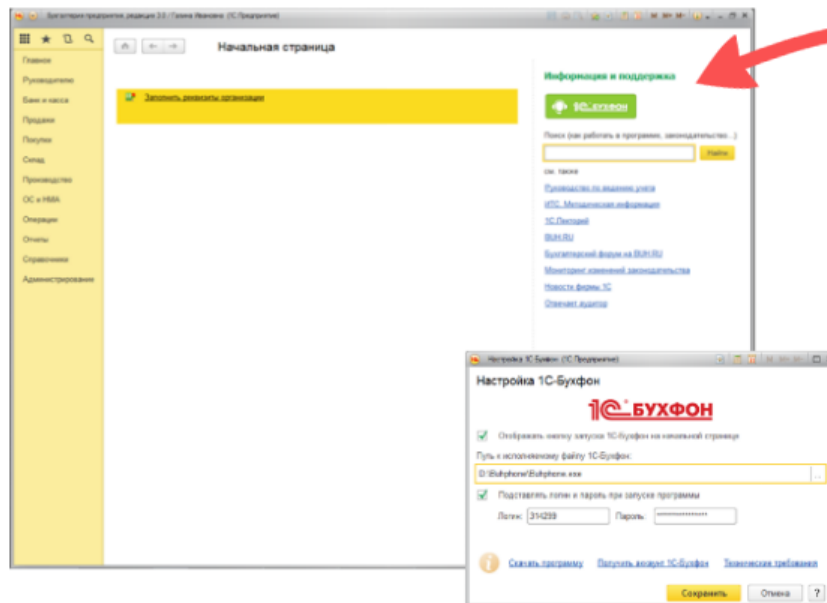 Бухгалтерия предприятия, редакция 3.0 / Галина Ивановна (1С:Предприятие)
M M+ M-
Начальная страница
Главное
Руководителю
Банк и касса
Продажи
Покупки
Склад
Производство
ОС и НМА
Операции
Отчеты
Справочники
Администрирование
Заполнить реквизиты организации
Информация и поддержка
1С-БУХФОН
Поиск (как работать в программе, законодательство...)
Найти
см. также
Руководство по ведению учета
ИТС. Методическая информация
1С:Лекторий
BUH.RU
Бухгалтерский форум на BUH.RU
Мониторинг изменений законодательства
Новости фирмы 1С
Отвечает аудитор
Настройка 1С-Бухфон (1С:Предприятие)
M M+ M-
Настройка 1С-Бухфон
1С БУХФОН
Отображать кнопку запуска 1С-Бухфон на начальной странице
Путь к исполняемому файлу 1С-Бухфон:
D:\Buhphone\Buhphone.exe
...
Подставлять логин и пароль при запуске программы
Логин: 314299 Пароль: ****************
Скачать программу Получить аккаунт 1С-Бухфон Технические требования
Сохранить Отмена ?